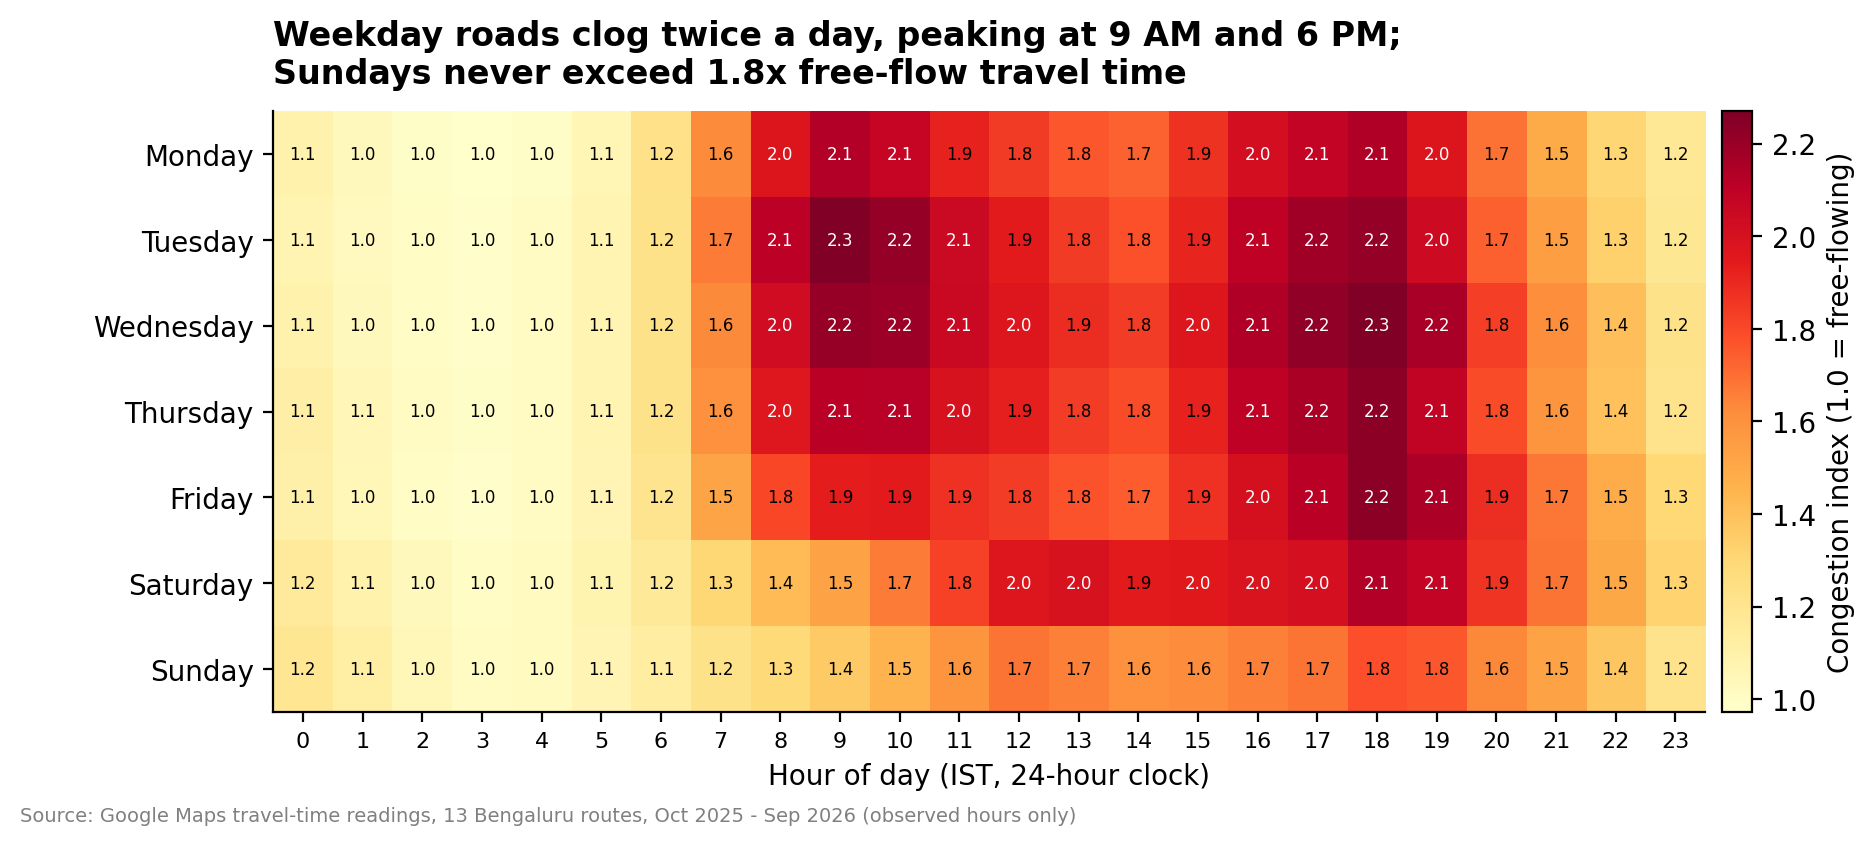 Weekday roads clog twice a day, peaking at 9 AM and 6 PM;
Sundays never exceed 1.8x free-flow travel time
Monday 1.1 1.0 1.0 1.0 1.0 1.1 1.2 1.6 2.0 2.1 2.1 1.9 1.8 1.8 1.7 1.9 2.0 2.1 2.1 2.0 1.7 1.5 1.3 1.2
Tuesday 1.1 1.0 1.0 1.0 1.0 1.1 1.2 1.7 2.1 2.3 2.2 2.1 1.9 1.8 1.8 1.9 2.1 2.2 2.2 2.0 1.7 1.5 1.3 1.2
Wednesday 1.1 1.0 1.0 1.0 1.0 1.1 1.2 1.6 2.0 2.2 2.2 2.1 2.0 1.9 1.8 2.0 2.1 2.2 2.3 2.2 1.8 1.6 1.4 1.2
Thursday 1.1 1.1 1.0 1.0 1.0 1.1 1.2 1.6 2.0 2.1 2.1 2.0 1.9 1.8 1.8 1.9 2.1 2.2 2.2 2.1 1.8 1.6 1.4 1.2
Friday 1.1 1.0 1.0 1.0 1.0 1.1 1.2 1.5 1.8 1.9 1.9 1.9 1.8 1.8 1.7 1.9 2.0 2.1 2.2 2.1 1.9 1.7 1.5 1.3
Saturday 1.2 1.1 1.0 1.0 1.0 1.1 1.2 1.3 1.4 1.5 1.7 1.8 2.0 2.0 1.9 2.0 2.0 2.0 2.1 2.1 1.9 1.7 1.5 1.3
Sunday 1.2 1.1 1.0 1.0 1.0 1.1 1.1 1.2 1.3 1.4 1.5 1.6 1.7 1.7 1.6 1.6 1.7 1.7 1.8 1.8 1.6 1.5 1.4 1.2
0 1 2 3 4 5 6 7 8 9 10 11 12 13 14 15 16 17 18 19 20 21 22 23
Hour of day (IST, 24-hour clock)
2.2
2.0
1.8
1.6
1.4
1.2
1.0
Congestion index (1.0 = free-flowing)
Source: Google Maps travel-time readings, 13 Bengaluru routes, Oct 2025 - Sep 2026 (observed hours only)